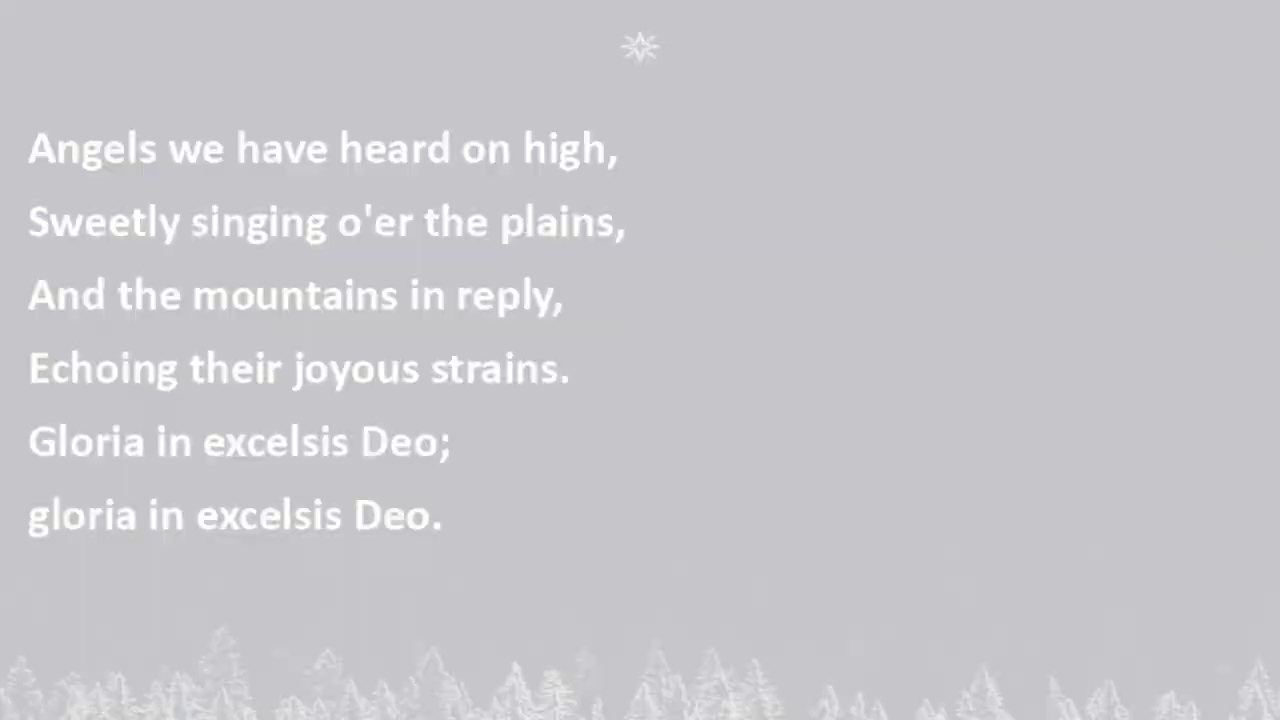 Angels we have heard on high,
Sweetly singing o'er the plains,
And the mountains in reply,
Echoing their joyous strains.
Gloria in excelsis Deo;
gloria in excelsis Deo.